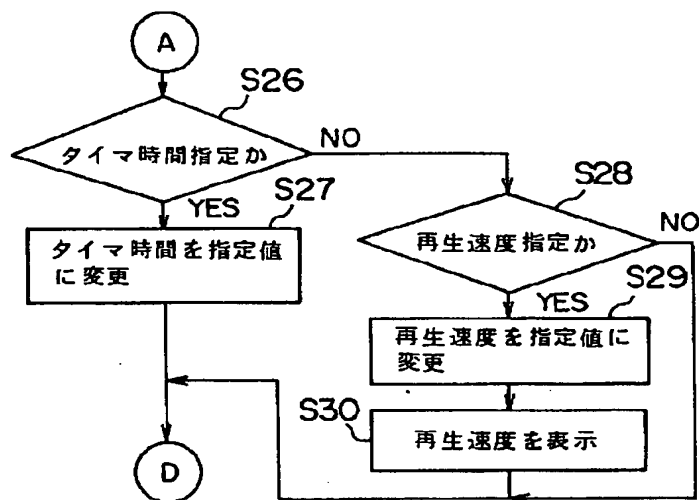 A
S26
タイマ時間指定か
NO
YES
S27
タイマ時間を指定値
に変更
S28
再生速度指定か
NO
YES
S29
再生速度を指定値に
変更
S30
再生速度を表示
D